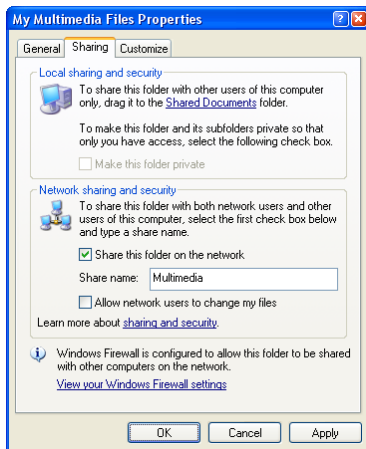 My Multimedia Files Properties
General Sharing Customize
Local sharing and security
To share this folder with other users of this computer
only, drag it to the Shared Documents folder.
To make this folder and its subfolders private so that
only you have access, select the following check box.
Make this folder private
Network sharing and security
To share this folder with both network users and other
users of this computer, select the first check box below
and type a share name.
Share this folder on the network
Share name: Multimedia
Allow network users to change my files
Learn more about sharing and security.
Windows Firewall is configured to allow this folder to be shared
with other computers on the network.
View your Windows Firewall settings
OK Cancel Apply